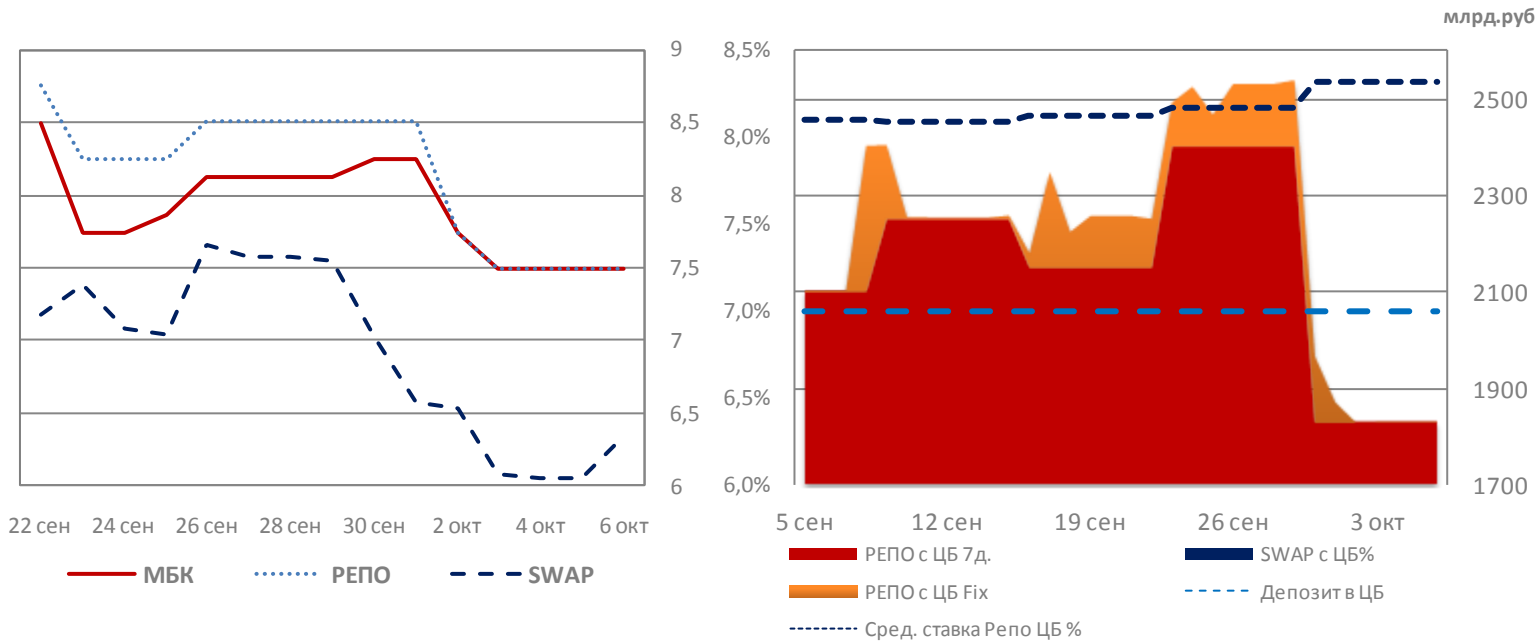 млрд.руб
9
8,5
8
7,5
7
6,5
6
22 сен 24 сен 26 сен 28 сен 30 сен 2 окт 4 окт 6 окт
МБК РЕПО SWAP
8,5%
8,0%
7,5%
7,0%
6,5%
6,0%
2500
2300
2100
1900
1700
5 сен 12 сен 19 сен 26 сен 3 окт
РЕПО с ЦБ 7д. SWAP с ЦБ%
РЕПО с ЦБ Fix Депозит в ЦБ
Сред. ставка Репо ЦБ %